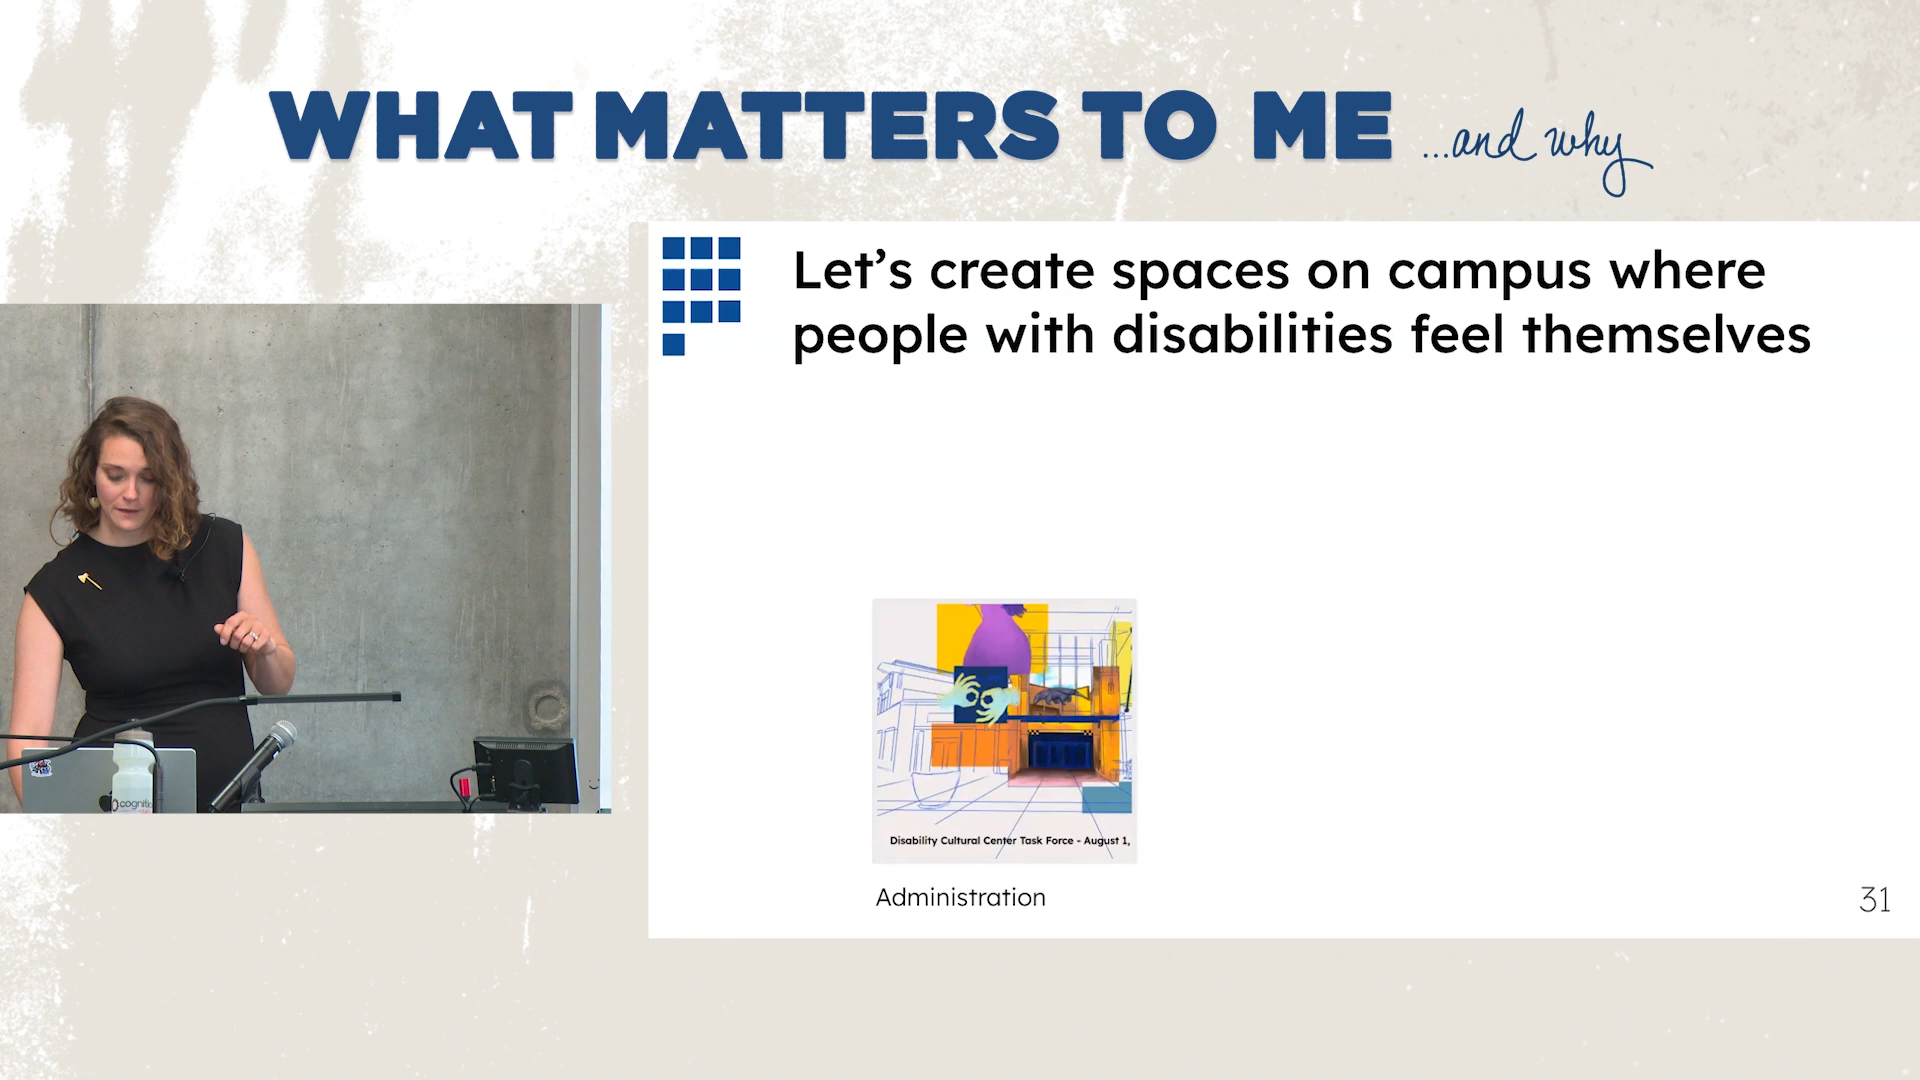 WHAT MATTERS TO ME ...and why
Let's create spaces on campus where
people with disabilities feel themselves
Disability Cultural Center Task Force - August 1,
Administration
31